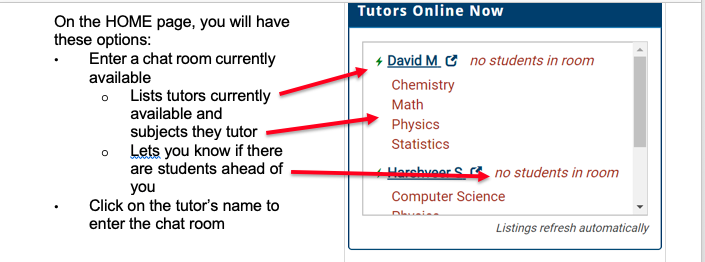 On the HOME page, you will have
these options:
• Enter a chat room currently
available
o Lists tutors currently
available and
subjects they tutor
o Lets you know if there
are students ahead of
you
• Click on the tutor's name to
enter the chat room
Tutors Online Now
David M no students in room
Chemistry
Math
Physics
Statistics
Harshveer S. no students in room
Computer Science
Physics
Listings refresh automatically